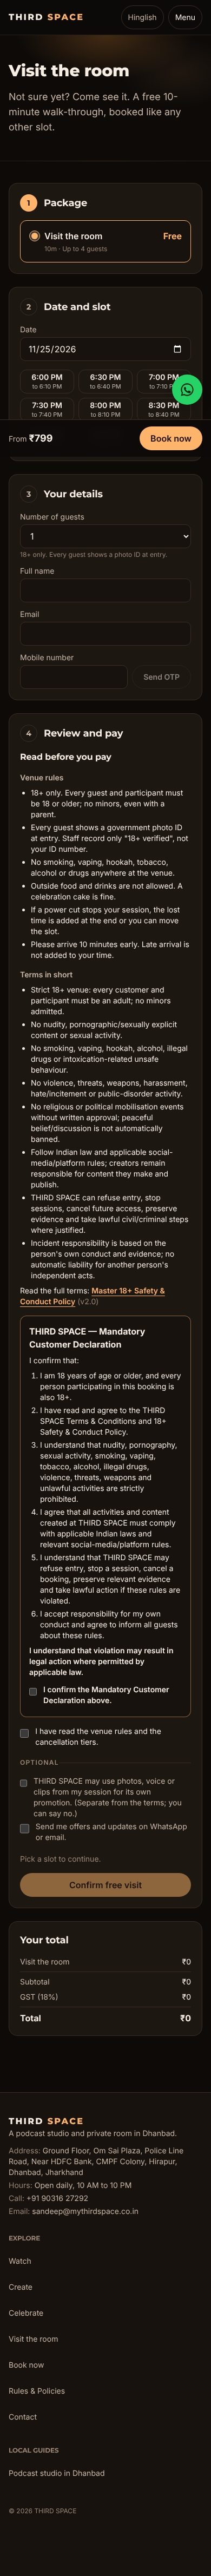 THIRD SPACE
Hinglish
Menu
Visit the room
Not sure yet? Come see it. A free 10-
minute walk-through, booked like any
other slot.
1 Package
Visit the room Free
10m · Up to 4 guests
2 Date and slot
Date
11/25/2026
6:00 PM 6:30 PM 7:00 PM
to 6:10 PM to 6:40 PM to 7:10
7:30 PM 8:00 PM 8:30 PM
to 7:40 PM to 8:10 PM to 8:40 PM
From ₹799 Book now
3 Your details
Number of guests
1
18+ only. Every guest shows a photo ID at entry.
Full name
Email
Mobile number
Send OTP
4 Review and pay
Read before you pay
Venue rules
• 18+ only. Every guest and participant must
be 18 or older; no minors, even with a
parent.
• Every guest shows a government photo ID
at entry. Staff record only "18+ verified", not
your ID number.
• No smoking, vaping, hookah, tobacco,
alcohol or drugs anywhere at the venue.
• Outside food and drinks are not allowed. A
celebration cake is fine.
• If a power cut stops your session, the lost
time is added at the end or you can move
the slot.
• Please arrive 10 minutes early. Late arrival is
not added to your time.
Terms in short
• Strict 18+ venue: every customer and
participant must be an adult; no minors
admitted.
• No nudity, pornographic/sexually explicit
content or sexual activity.
• No smoking, vaping, hookah, alcohol, illegal
drugs or intoxication-related unsafe
behaviour.
• No violence, threats, weapons, harassment,
hate/incitement or public-disorder activity.
• No religious or political mobilisation events
without written approval; peaceful
belief/discussion is not automatically
banned.
• Follow Indian law and applicable social-
media/platform rules; creators remain
responsible for content they make and
publish.
• THIRD SPACE can refuse entry, stop
sessions, cancel future access, preserve
evidence and take lawful civil/criminal steps
where justified.
• Incident responsibility is based on the
person's own conduct and evidence; no
automatic liability for another person's
independent acts.
Read the full terms: Master 18+ Safety &
Conduct Policy (v2.0)
THIRD SPACE — Mandatory
Customer Declaration
I confirm that:
1. I am 18 years of age or older, and every
person participating in this booking is
also 18+.
2. I have read and agree to the THIRD
SPACE Terms & Conditions and 18+
Safety & Conduct Policy.
3. I understand that nudity, pornography,
sexual activity, smoking, vaping,
tobacco, alcohol, illegal drugs,
violence, threats, weapons and
unlawful activities are strictly
prohibited.
4. I agree that all activities and content
created at THIRD SPACE must comply
with applicable Indian laws and
relevant social-media/platform rules.
5. I understand that THIRD SPACE may
refuse entry, stop a session, cancel a
booking, preserve relevant evidence
and take lawful action if these rules are
violated.
6. I accept responsibility for my own
conduct and agree to inform all guests
about these rules.
I understand that violation may result in
legal action where permitted by
applicable law.
I confirm the Mandatory Customer
Declaration above.
I have read the venue rules and the
cancellation tiers.
OPTIONAL
THIRD SPACE may use photos, voice or
clips from my session for its own
promotion. (Separate from the terms; you
can say no.)
Send me offers and updates on WhatsApp
or email.
Pick a slot to continue.
Confirm free visit
Your total
Visit the room ₹0
Subtotal ₹0
GST (18%) ₹0
Total ₹0
THIRD SPACE
A podcast studio and private room in Dhanbad.
Address: Ground Floor, Om Sai Plaza, Police Line
Road, Near HDFC Bank, CMPF Colony, Hirapur,
Dhanbad, Jharkhand
Hours: Open daily, 10 AM to 10 PM
Call: +91 90316 27292
Email: sandeep@mythirdspace.co.in
EXPLORE
Watch
Create
Celebrate
Visit the room
Book now
Rules & Policies
Contact
LOCAL GUIDES
Podcast studio in Dhanbad
© 2026 THIRD SPACE